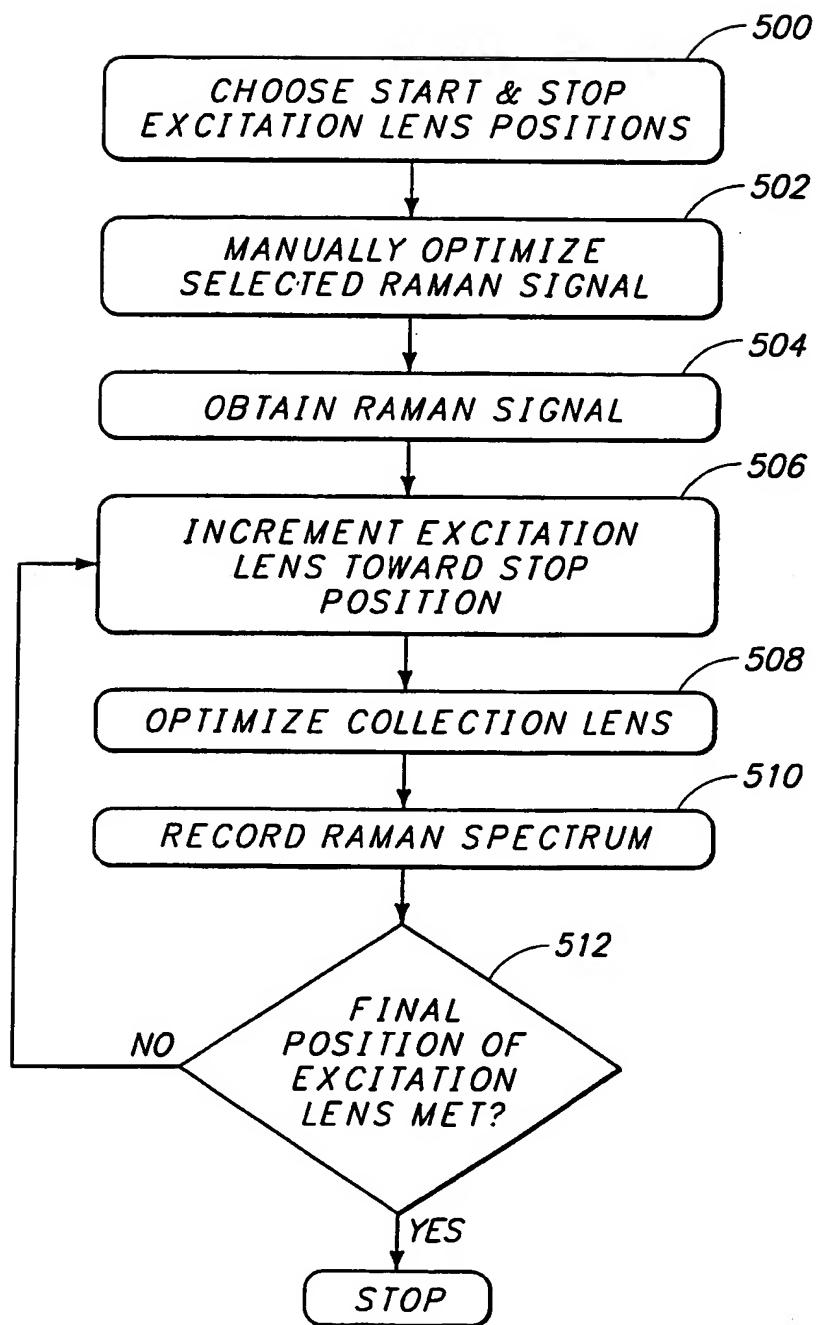 500
CHOOSE START & STOP
EXCITATION LENS POSITIONS
502
MANUALLY OPTIMIZE
SELECTED RAMAN SIGNAL
504
OBTAIN RAMAN SIGNAL
506
INCREMENT EXCITATION
LENS TOWARD STOP
POSITION
508
OPTIMIZE COLLECTION LENS
510
RECORD RAMAN SPECTRUM
512
FINAL
POSITION OF
EXCITATION
LENS MET?
NO
YES
STOP